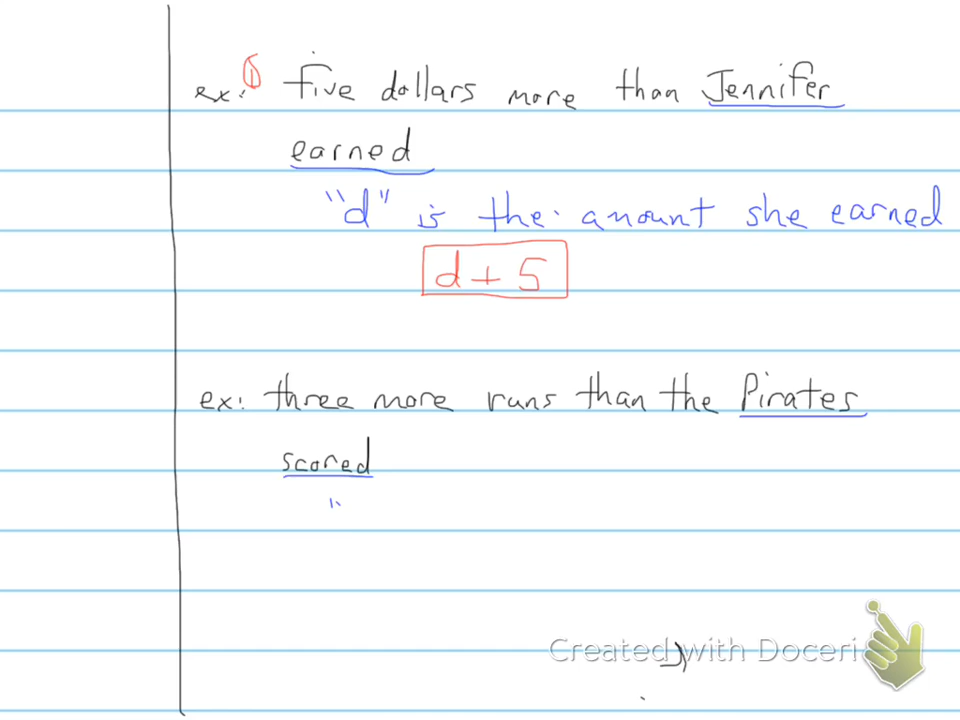 ex: ① five dollars more than Jennifer
earned
"d" is the amount she earned
d + 5
ex: three more runs than the Pirates
scored
"
Created with Doceri